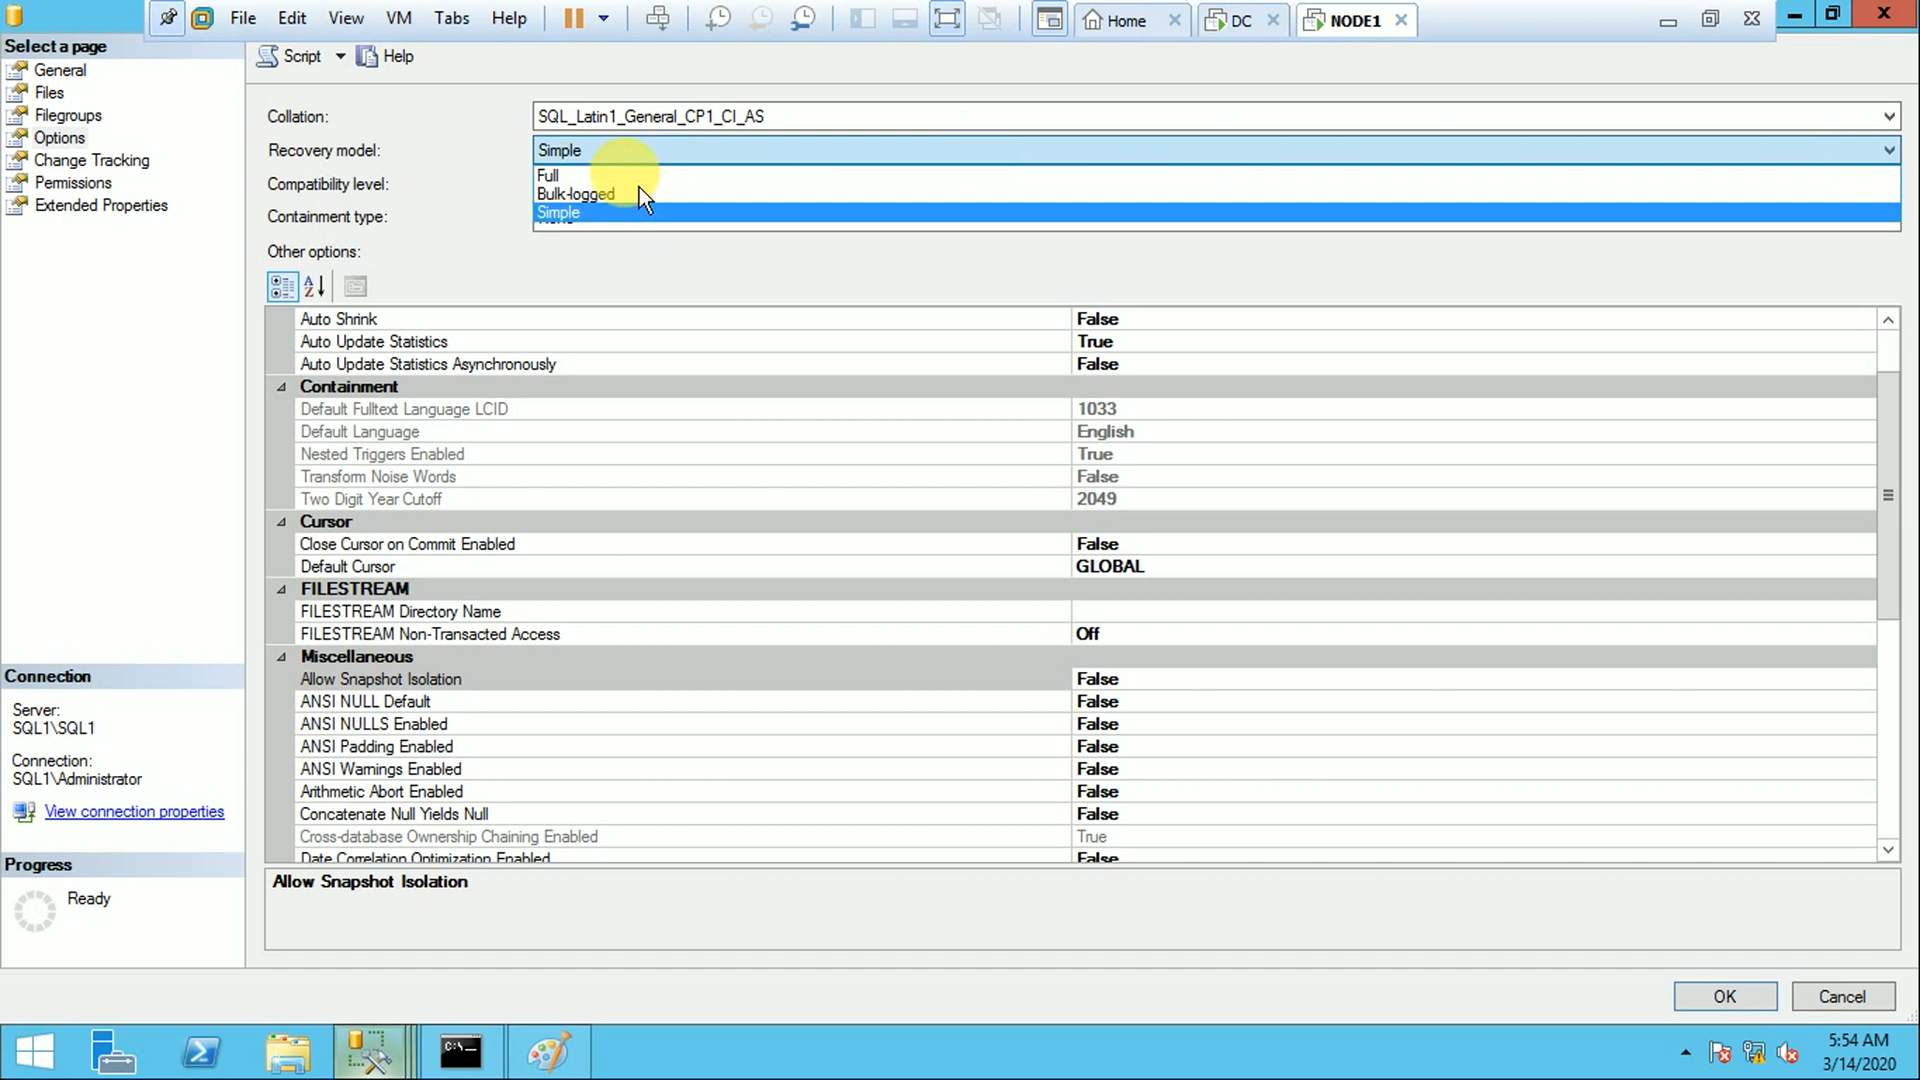 File Edit View VM Tabs Help
Home
DC
NODE1
Select a page
General
Files
Filegroups
Options
Change Tracking
Permissions
Extended Properties
Script
Help
Collation: SQL_Latin1_General_CP1_CI_AS
Recovery model: Simple
Full
Compatibility level:
Bulk-logged
Simple
Containment type:
Other options:
Auto Shrink False
Auto Update Statistics True
Auto Update Statistics Asynchronously False
Containment
Default Fulltext Language LCID 1033
Default Language English
Nested Triggers Enabled True
Transform Noise Words False
Two Digit Year Cutoff 2049
Cursor
Close Cursor on Commit Enabled False
Default Cursor GLOBAL
FILESTREAM
FILESTREAM Directory Name
FILESTREAM Non-Transacted Access Off
Miscellaneous
Allow Snapshot Isolation False
ANSI NULL Default False
ANSI NULLS Enabled False
ANSI Padding Enabled False
ANSI Warnings Enabled False
Arithmetic Abort Enabled False
Concatenate Null Yields Null False
Cross-database Ownership Chaining Enabled True
Date Correlation Optimization Enabled False
Allow Snapshot Isolation
Connection
Server:
SQL1\SQL1
Connection:
SQL1\Administrator
View connection properties
Progress
Ready
OK
Cancel
5:54 AM
3/14/2020